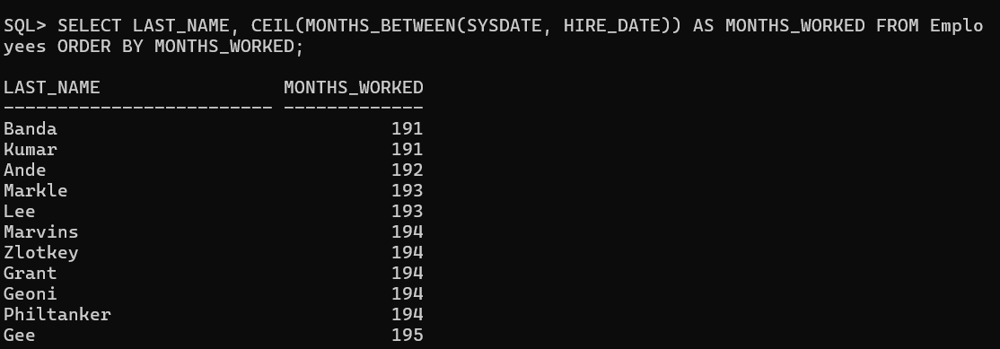 SQL> SELECT LAST_NAME, CEIL(MONTHS_BETWEEN(SYSDATE, HIRE_DATE)) AS MONTHS_WORKED FROM Emplo
yees ORDER BY MONTHS_WORKED;
LAST_NAME                 MONTHS_WORKED
------------------------- -------------
Banda                               191
Kumar                               191
Ande                                192
Markle                              193
Lee                                 193
Marvins                             194
Zlotkey                             194
Grant                               194
Geoni                               194
Philtanker                          194
Gee                                 195